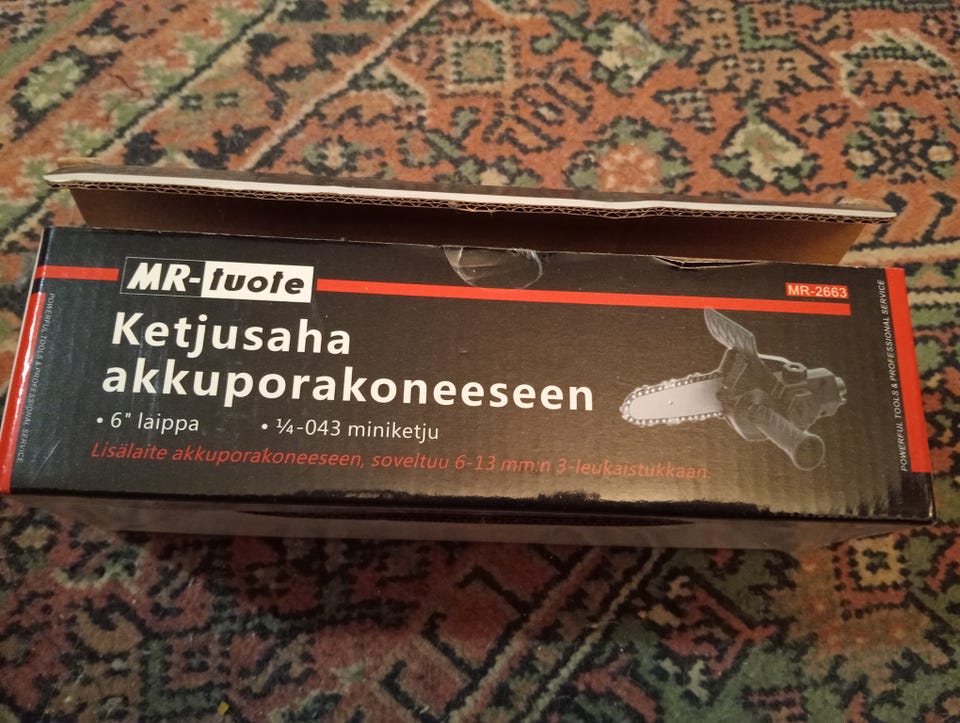 MR-tuote
MR-2663
Ketjusaha
akkuporakoneeseen
• 6" laippa • ¼-043 miniketju
Lisälaite akkuporakoneeseen, soveltuu 6-13 mm:n 3-leukaistukkaan.
POWERFUL TOOLS & PROFESSIONAL SERVICE
POWERFUL TOOLS & PROFESSIONAL SERVICE